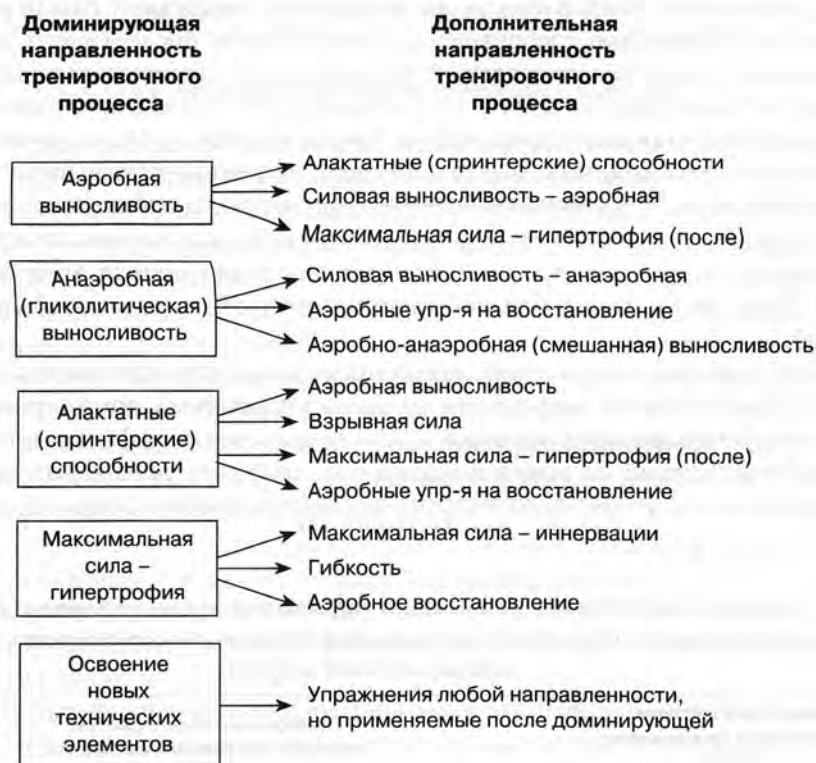 Доминирующая
направленность
тренировочного
процесса
Дополнительная
направленность
тренировочного
процесса
Аэробная
выносливость
Алактатные (спринтерские) способности
Силовая выносливость – аэробная
Максимальная сила – гипертрофия (после)
Анаэробная
(гликолитическая)
выносливость
Силовая выносливость – анаэробная
Аэробные упр-я на восстановление
Аэробно-анаэробная (смешанная) выносливость
Алактатные
(спринтерские)
способности
Аэробная выносливость
Взрывная сила
Максимальная сила – гипертрофия (после)
Аэробные упр-я на восстановление
Максимальная
сила –
гипертрофия
Максимальная сила – иннервации
Гибкость
Аэробное восстановление
Освоение
новых
технических
элементов
Упражнения любой направленности,
но применяемые после доминирующей